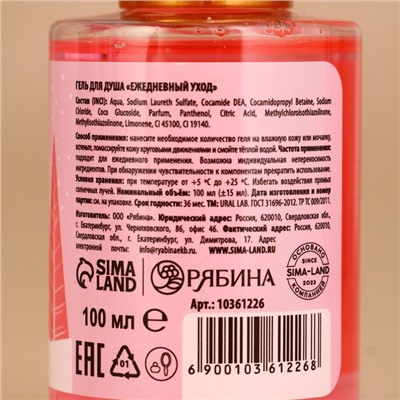 ГЕЛЬ ДЛЯ ДУША «ЕЖЕДНЕВНЫЙ УХОД»
Состав (INCI): Aqua, Sodium Laureth Sulfate, Cocamide DEA, Cocamidopropyl Betaine, Sodium
Chloride, Coco Glucoside, Parfum, Panthenol, Citric Acid, Methylchloroisothiazolinone,
Methylisothiazolinone, Limonene, CI 45100, CI 19140.
Способ применения: нанесите необходимое количество геля на влажную кожу или мочалку,
вспеньте, помассируйте кожу круговыми движениями и смойте тёплой водой. Частота применения:
подходит для ежедневного применения. Возможна индивидуальная непереносимость
ингредиентов. При обнаружении чувствительности к компонентам прекратить использование.
Условия хранения: при температуре от +5 °C до +25 °C. Беречь от воздействия прямых
солнечных лучей. Номинальный объём: 100 мл (±15 мл). Дата изготовления и номер
партии: см. на упаковке. Срок годности: 36 мес. TM: URAL LAB. ГОСТ 31696-2012. ТР ТС 009/2011.
Изготовитель: ООО «Рябина». Юридический адрес: Россия, 620010, Свердловская обл.,
г. Екатеринбург, ул. Черняховского, 86, офис 46. Фактический адрес: Россия, 620010,
Свердловская обл., г. Екатеринбург, ул. Димитрова, 17. Адрес
электронной почты: info@ryabinaekb.ru. WWW.SIMA-LAND.RU
SIMA
LAND
РЯБИНА
ОСНОВАНО
SINCE
SIMA-LAND
2023
КОМПАНИЕЙ
Арт.: 10361226
100 МЛ e
EAC
01
6 900103 612268